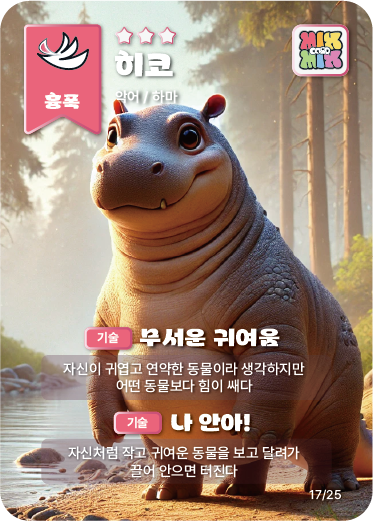 히코
흉폭
악어 / 하마
MIX
MIX
기술 무서운 귀여움
자신이 귀엽고 연약한 동물이라 생각하지만
어떤 동물보다 힘이 쌔다
기술 나 안아!
자신처럼 작고 귀여운 동물을 보고 달려가
끌어 안으면 터진다
17/25